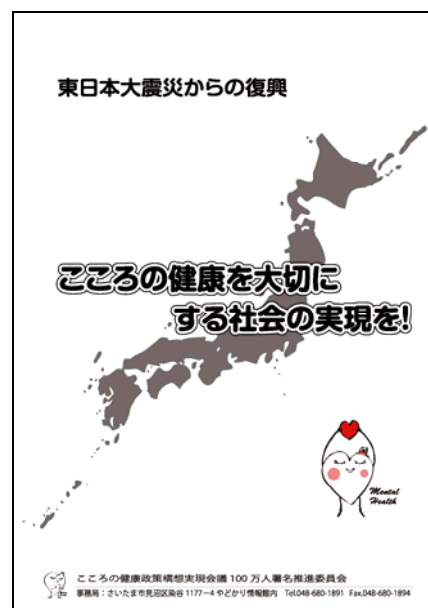 東日本大震災からの復興
こころの健康を大切に
する社会の実現を!
Mental
Health
こころの健康政策構想実現会議 100 万人署名推進委員会
事務局：さいたま市見沼区染谷 1177−4 やどかり情報館内 Tel.048-680-1891 Fax.048-680-1894